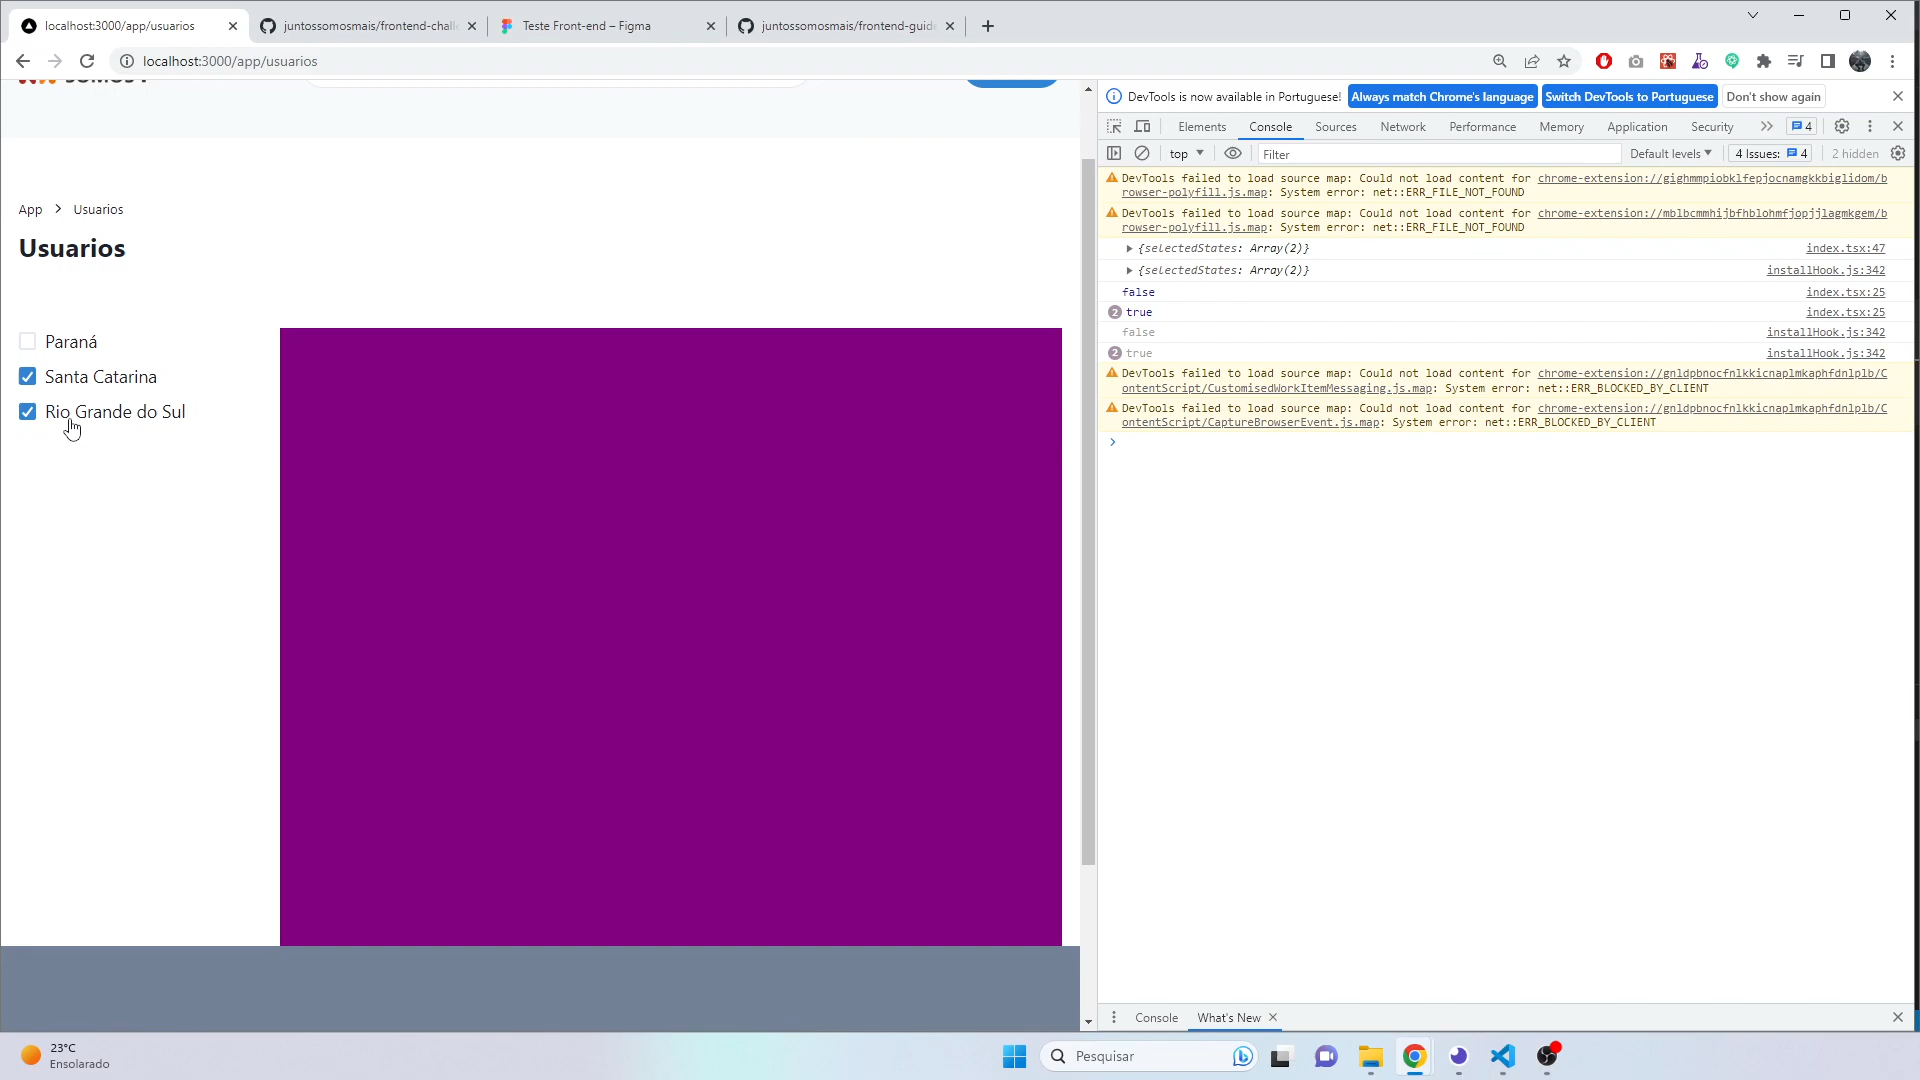 localhost:3000/app/usuarios
juntossomosmais/frontend-chall
Teste Front-end – Figma
juntossomosmais/frontend-guide
localhost:3000/app/usuarios
App > Usuarios
Usuarios
Paraná
Santa Catarina
Rio Grande do Sul
DevTools is now available in Portuguese! Always match Chrome's language Switch DevTools to Portuguese Don't show again
Elements Console Sources Network Performance Memory Application Security 4
top Filter Default levels 4 Issues: 4 2 hidden
DevTools failed to load source map: Could not load content for chrome-extension://gighmmpiobklfepjocnamgkkbiglidom/b
rowser-polyfill.js.map: System error: net::ERR_FILE_NOT_FOUND
DevTools failed to load source map: Could not load content for chrome-extension://mblbcmmhijbfhblohmfjopjjlagmkgem/b
rowser-polyfill.js.map: System error: net::ERR_FILE_NOT_FOUND
{selectedStates: Array(2)} index.tsx:47
{selectedStates: Array(2)} installHook.js:342
false index.tsx:25
2 true index.tsx:25
false installHook.js:342
2 true installHook.js:342
DevTools failed to load source map: Could not load content for chrome-extension://gnldpbnocfnlkkicnaplmkaphfdnlplb/C
ontentScript/CustomisedWorkItemMessaging.js.map: System error: net::ERR_BLOCKED_BY_CLIENT
DevTools failed to load source map: Could not load content for chrome-extension://gnldpbnocfnlkkicnaplmkaphfdnlplb/C
ontentScript/CaptureBrowserEvent.js.map: System error: net::ERR_BLOCKED_BY_CLIENT
Console What's New
23°C
Ensolarado
Pesquisar